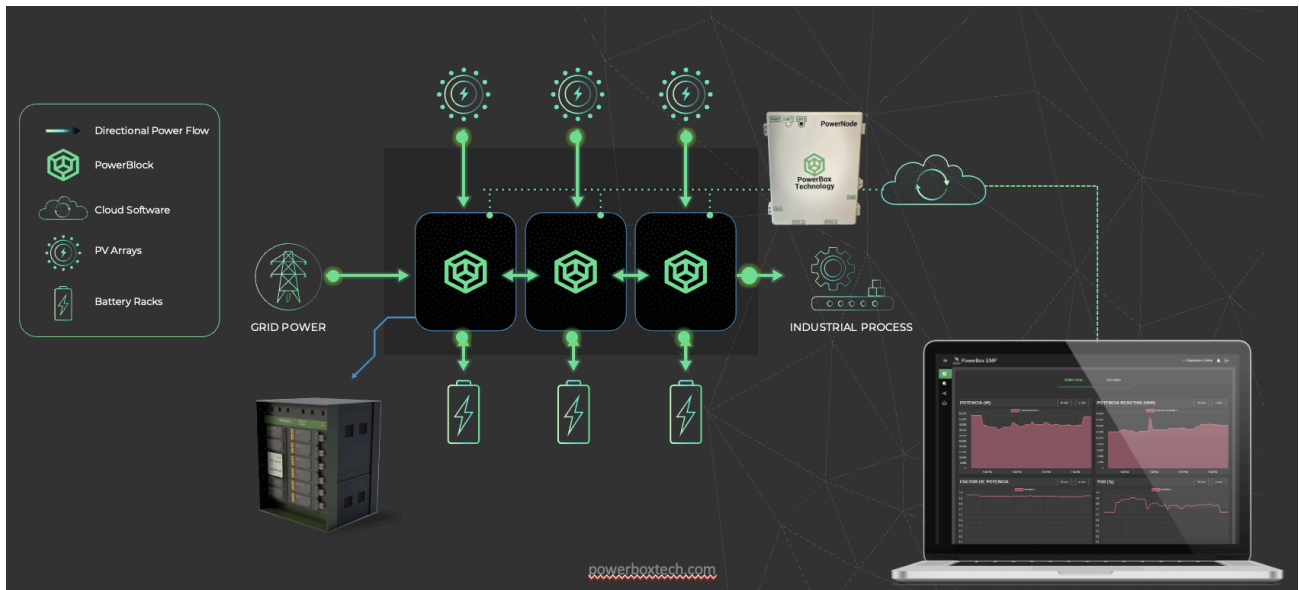 Directional Power Flow
PowerBlock
Cloud Software
PV Arrays
Battery Racks
GRID POWER
PowerNode
PowerBox
Technology
INDUSTRIAL PROCESS
PowerBox EMP
POTENCIA (W)
POTENCIA REACTIVA (VAR)
FACTOR DE POTENCIA
THD (%)
powerboxtech.com